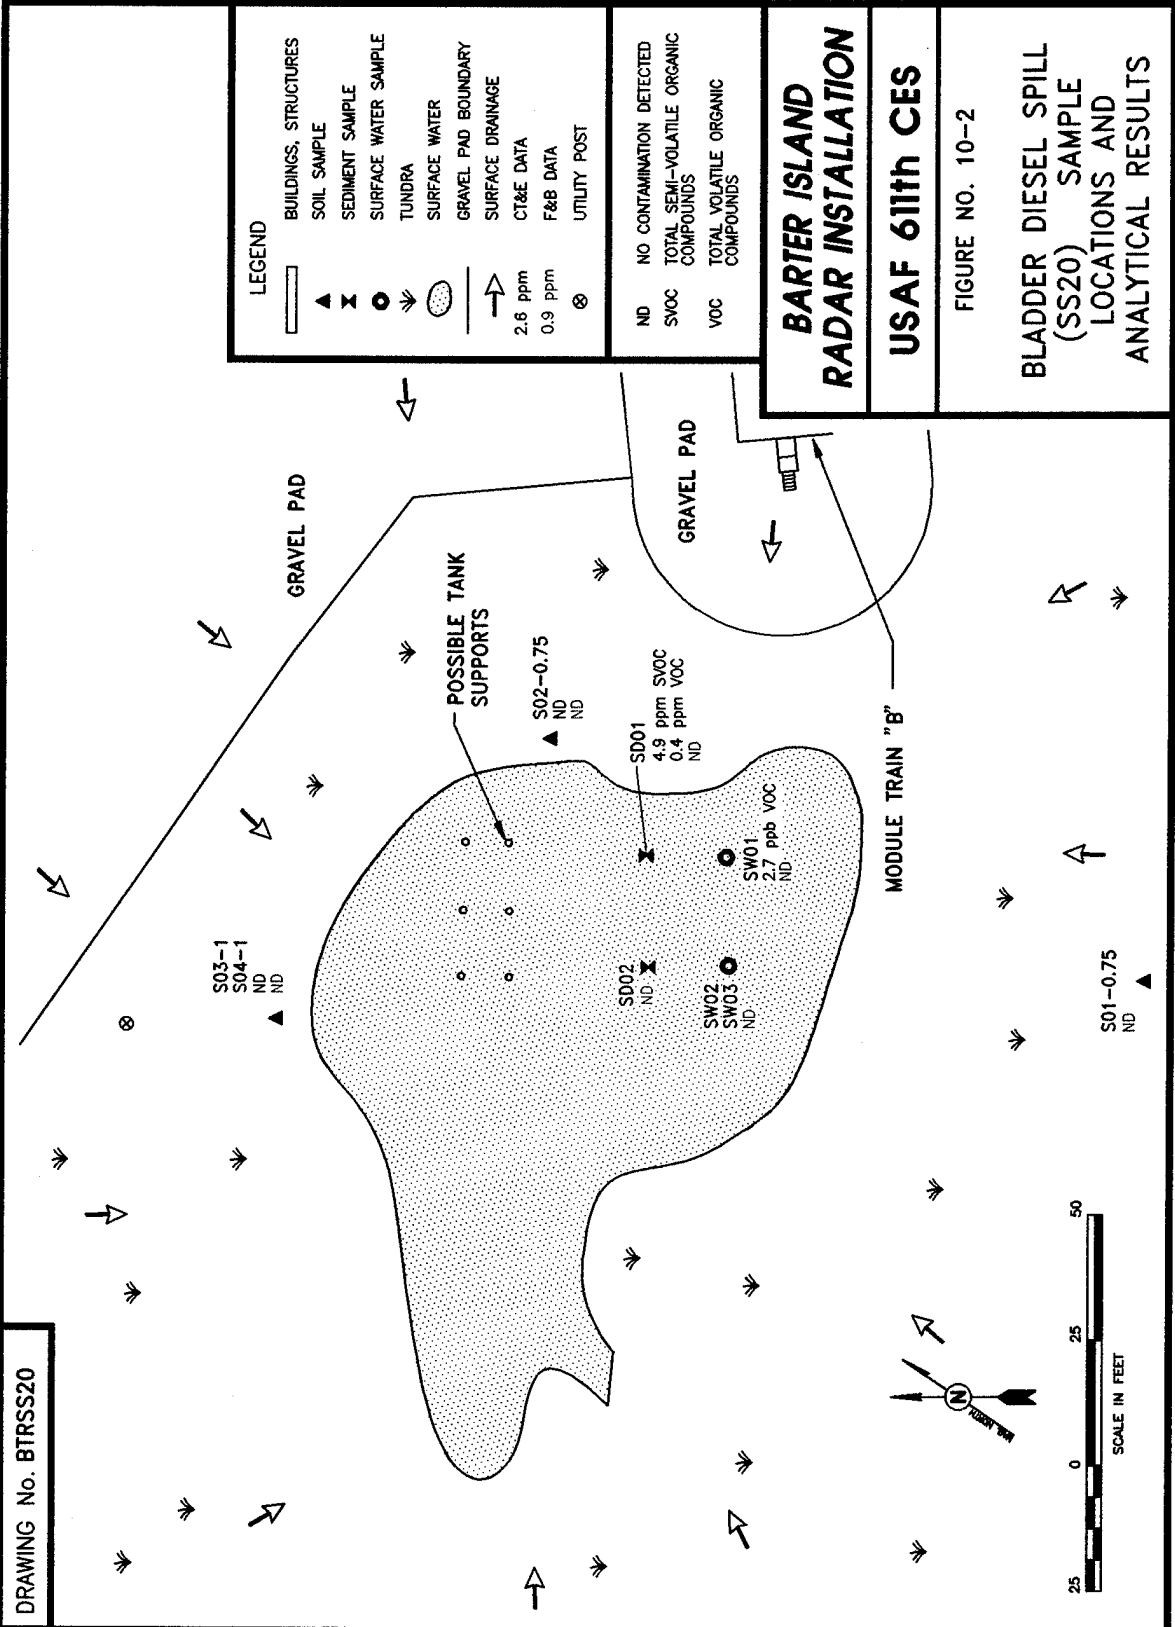 DRAWING No. BTRSS20
LEGEND
BUILDINGS, STRUCTURES
SOIL SAMPLE
SEDIMENT SAMPLE
SURFACE WATER SAMPLE
TUNDRA
SURFACE WATER
GRAVEL PAD BOUNDARY
SURFACE DRAINAGE
2.6 ppm CT&E DATA
0.9 ppm F&B DATA
UTILITY POST
ND NO CONTAMINATION DETECTED
SVOC TOTAL SEMI-VOLATILE ORGANIC
COMPOUNDS
VOC TOTAL VOLATILE ORGANIC
COMPOUNDS
BARTER ISLAND
RADAR INSTALLATION
USAF 611th CES
FIGURE NO. 10-2
BLADDER DIESEL SPILL
(SS20) SAMPLE
LOCATIONS AND
ANALYTICAL RESULTS
GRAVEL PAD
GRAVEL PAD
POSSIBLE TANK
SUPPORTS
S02-0.75
ND
ND
S03-1
S04-1
ND
ND
SD01
4.9 ppm SVOC
0.4 ppm VOC
ND
SD02
ND
SW01
2.7 ppb VOC
ND
SW02
SW03
ND
MODULE TRAIN "B"
S01-0.75
ND
N
MAG. NORTH
25 0 25 50
SCALE IN FEET